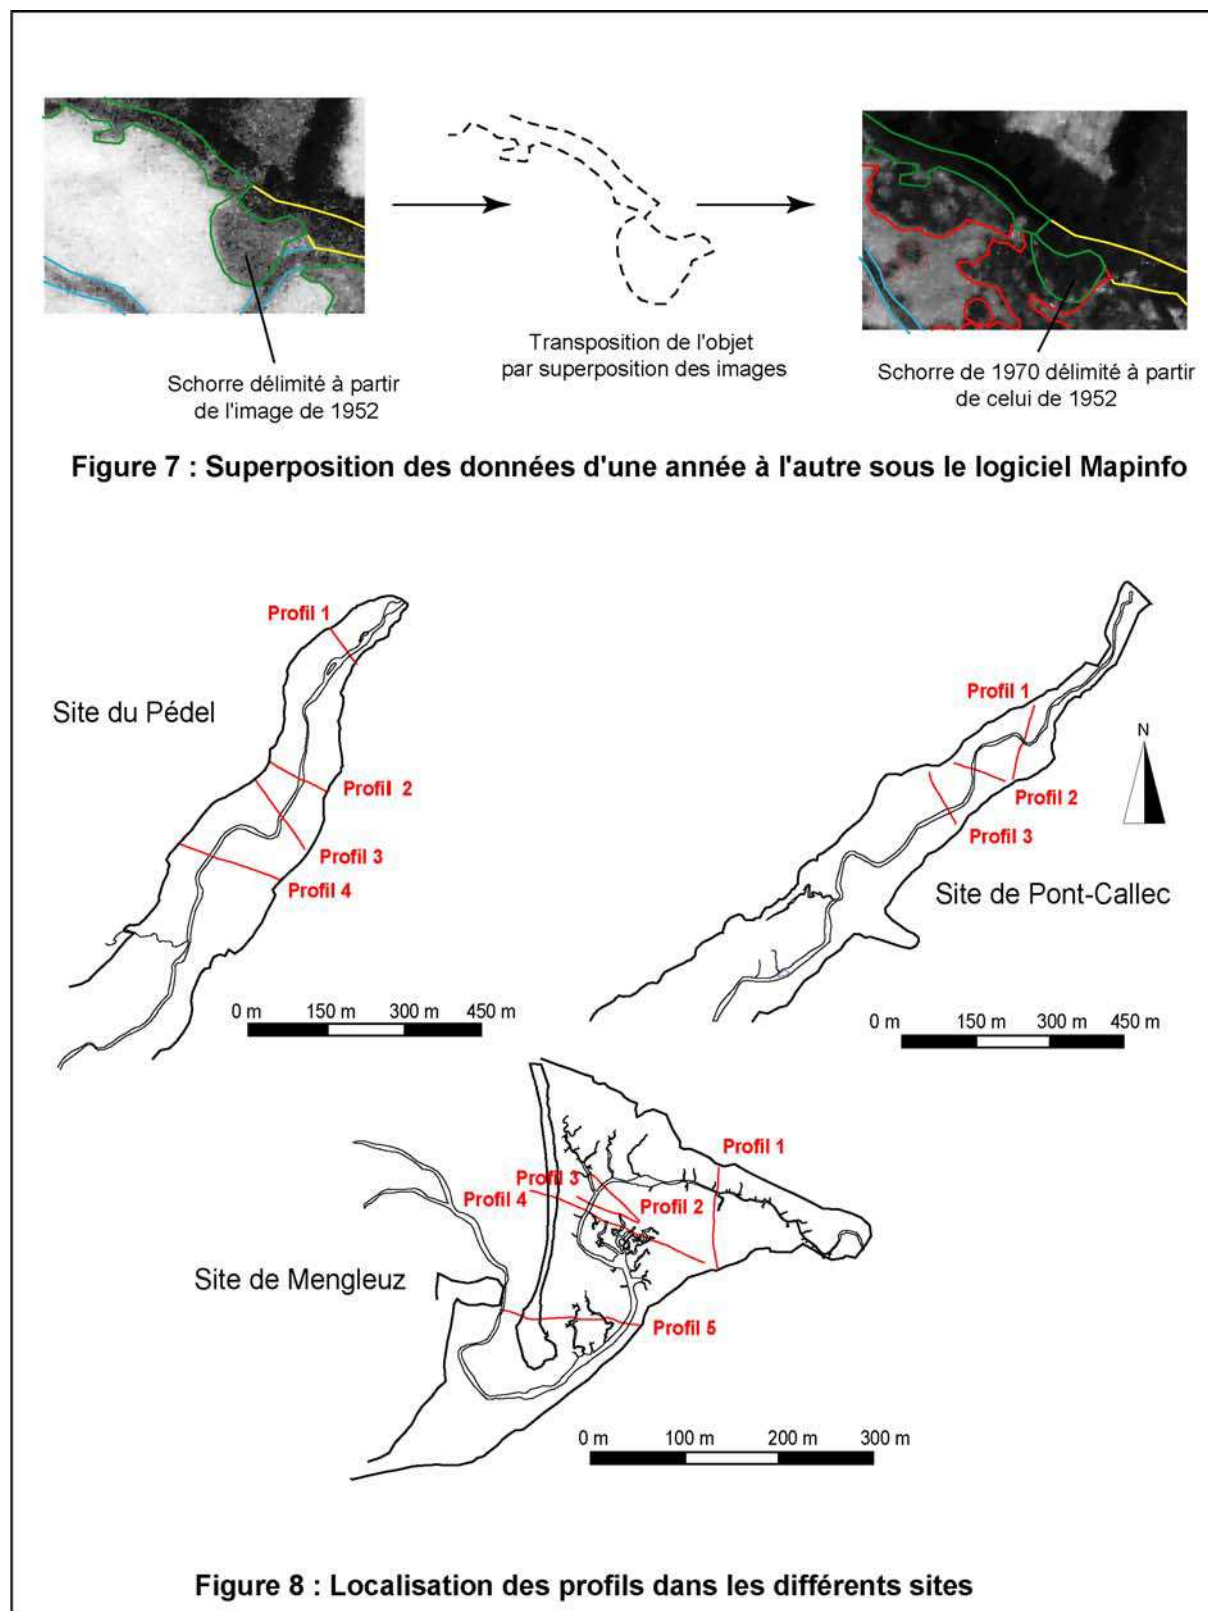 Schorre délimité à partir
de l'image de 1952
Transposition de l'objet
par superposition des images
Schorre de 1970 délimité à partir
de celui de 1952
Figure 7 : Superposition des données d'une année à l'autre sous le logiciel Mapinfo
Site du Pédel
Profil 1
Profil 2
Profil 3
Profil 4
0 m 150 m 300 m 450 m
Profil 1
Profil 2
Profil 3
N
Site de Pont-Callec
0 m 150 m 300 m 450 m
Site de Mengleuz
Profil 1
Profil 3
Profil 4
Profil 2
Profil 5
0 m 100 m 200 m 300 m
Figure 8 : Localisation des profils dans les différents sites